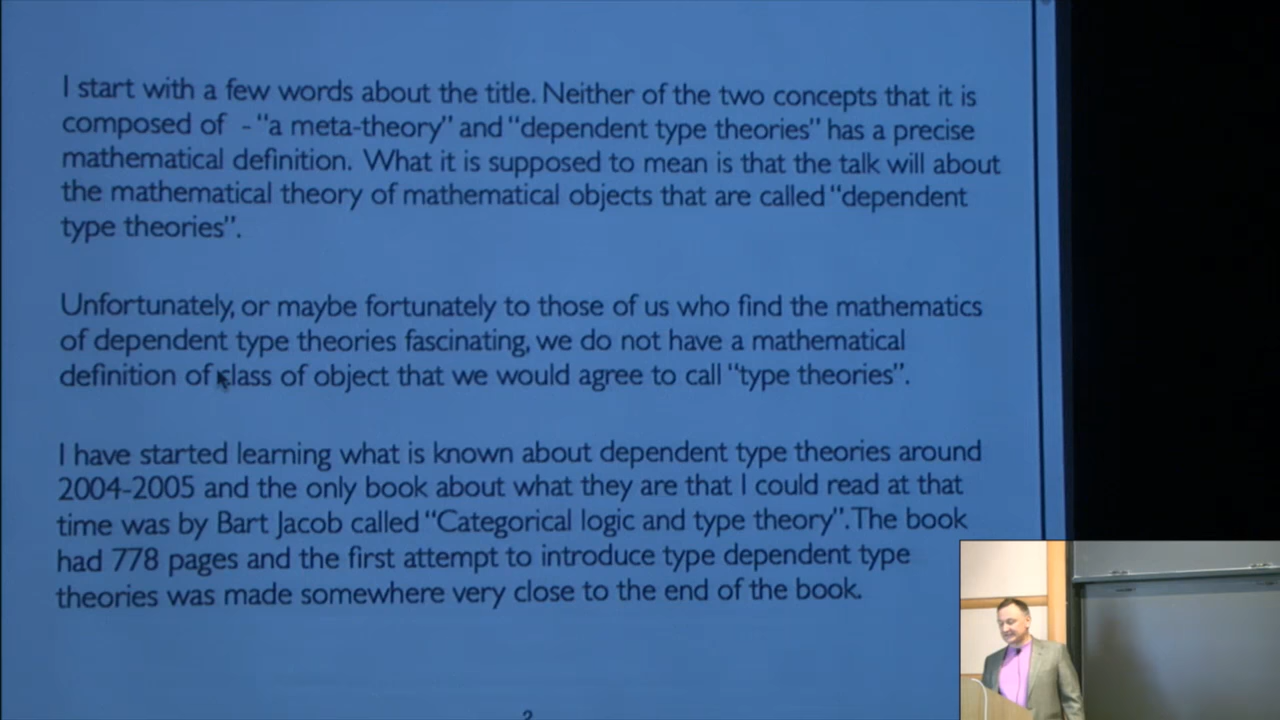 I start with a few words about the title. Neither of the two concepts that it is
composed of - “a meta-theory” and “dependent type theories” has a precise
mathematical definition. What it is supposed to mean is that the talk will about
the mathematical theory of mathematical objects that are called “dependent
type theories”.
Unfortunately, or maybe fortunately to those of us who find the mathematics
of dependent type theories fascinating, we do not have a mathematical
definition of class of object that we would agree to call “type theories”.
I have started learning what is known about dependent type theories around
2004-2005 and the only book about what they are that I could read at that
time was by Bart Jacob called “Categorical logic and type theory”. The book
had 778 pages and the first attempt to introduce type dependent type
theories was made somewhere very close to the end of the book.
2